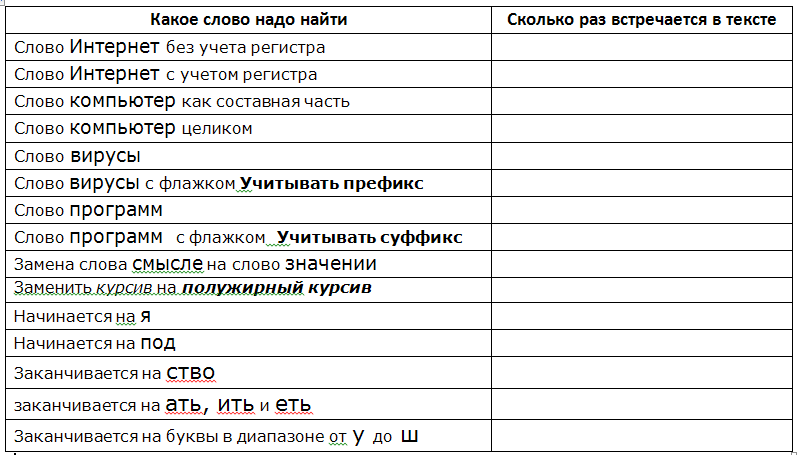 Какое слово надо найти Сколько раз встречается в тексте
Слово Интернет без учета регистра
Слово Интернет с учетом регистра
Слово компьютер как составная часть
Слово компьютер целиком
Слово вирусы
Слово вирусы с флажком Учитывать префикс
Слово программ
Слово программ с флажком Учитывать суффикс
Замена слова смысле на слово значении
Заменить курсив на полужирный курсив
Начинается на я
Начинается на под
Заканчивается на ство
заканчивается на ать, ить и еть
Заканчивается на буквы в диапазоне от у до ш